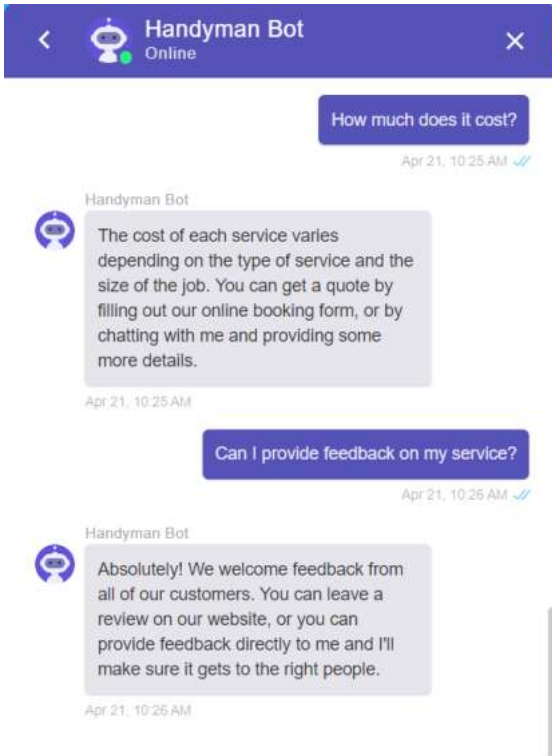 Handyman Bot
Online
How much does it cost?
Apr 21, 10:25 AM
Handyman Bot
The cost of each service varies
depending on the type of service and the
size of the job. You can get a quote by
filling out our online booking form, or by
chatting with me and providing some
more details.
Apr 21, 10:25 AM
Can I provide feedback on my service?
Apr 21, 10:26 AM
Handyman Bot
Absolutely! We welcome feedback from
all of our customers. You can leave a
review on our website, or you can
provide feedback directly to me and I'll
make sure it gets to the right people.
Apr 21, 10:26 AM